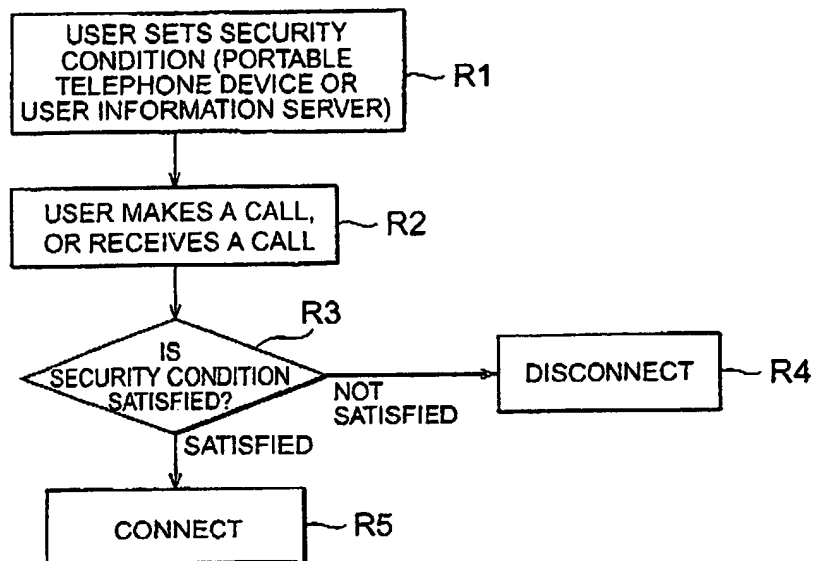 USER SETS SECURITY
CONDITION (PORTABLE
TELEPHONE DEVICE OR
USER INFORMATION SERVER)
R1
USER MAKES A CALL,
OR RECEIVES A CALL
R2
R3
IS
SECURITY CONDITION
SATISFIED?
NOT
SATISFIED
DISCONNECT
R4
SATISFIED
CONNECT
R5